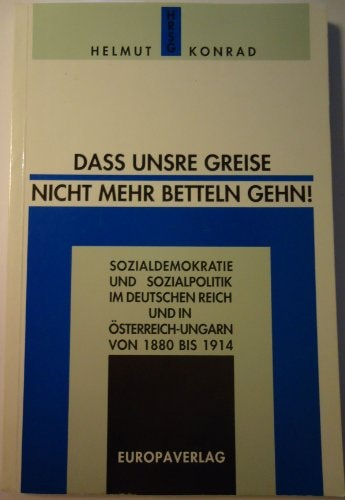 HRSG
HELMUT KONRAD
DASS UNSRE GREISE
NICHT MEHR BETTELN GEHN!
SOZIALDEMOKRATIE
UND SOZIALPOLITIK
IM DEUTSCHEN REICH
UND IN
ÖSTERREICH-UNGARN
VON 1880 BIS 1914
EUROPAVERLAG